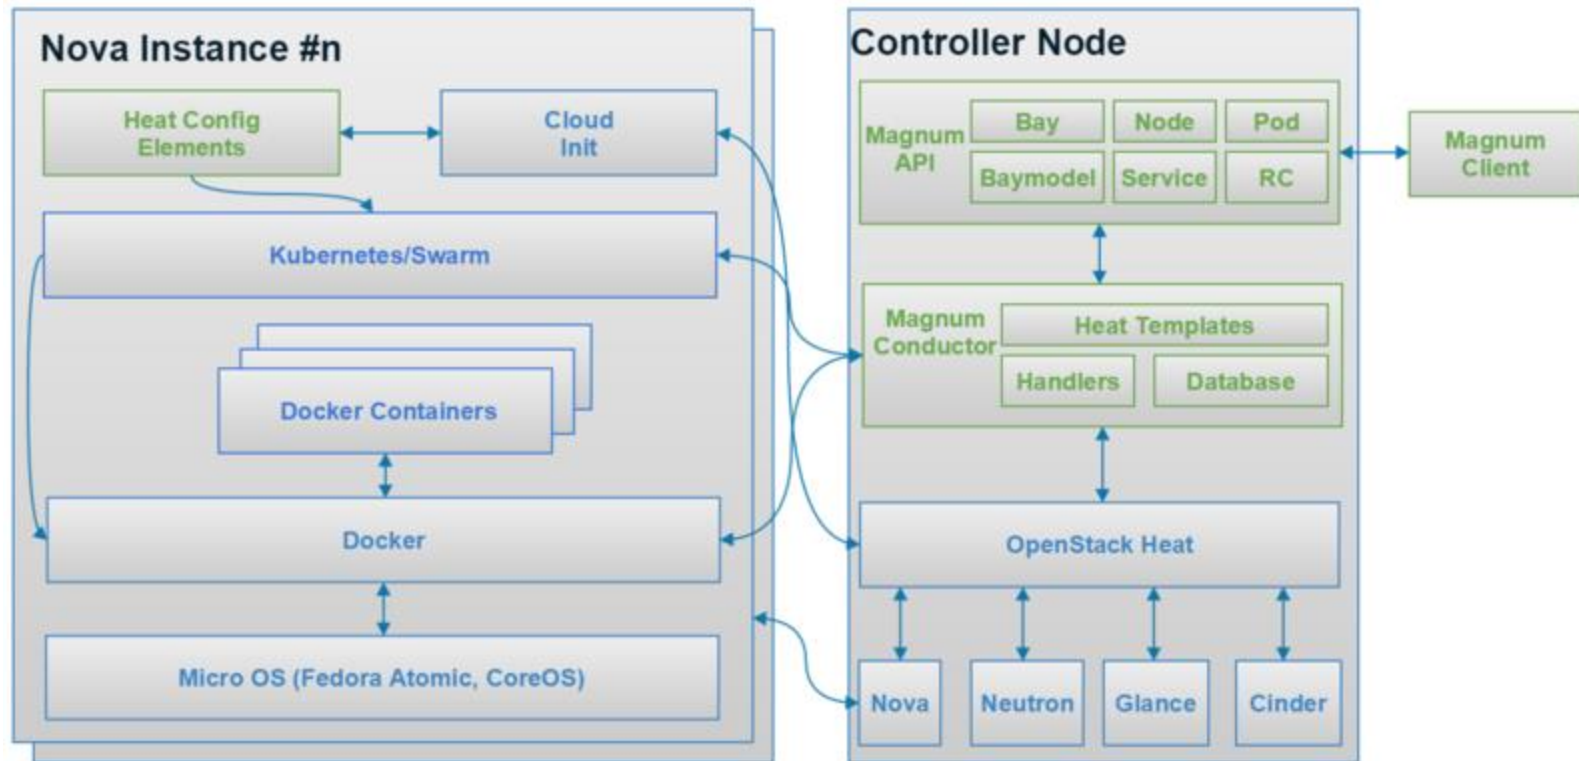 Nova Instance #n
Heat Config
Elements
Cloud
Init
Kubernetes/Swarm
Docker Containers
Docker
Micro OS (Fedora Atomic, CoreOS)
Controller Node
Magnum
API
Bay
Node
Pod
Baymodel
Service
RC
Magnum
Client
Magnum
Conductor
Heat Templates
Handlers
Database
OpenStack Heat
Nova
Neutron
Glance
Cinder